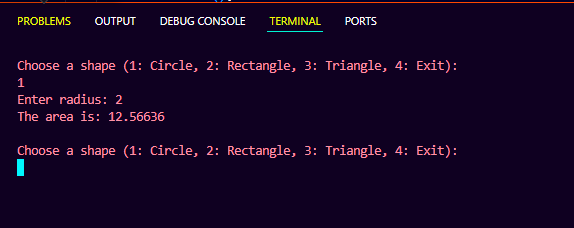 PROBLEMS OUTPUT DEBUG CONSOLE TERMINAL PORTS
Choose a shape (1: Circle, 2: Rectangle, 3: Triangle, 4: Exit):
1
Enter radius: 2
The area is: 12.56636
Choose a shape (1: Circle, 2: Rectangle, 3: Triangle, 4: Exit):